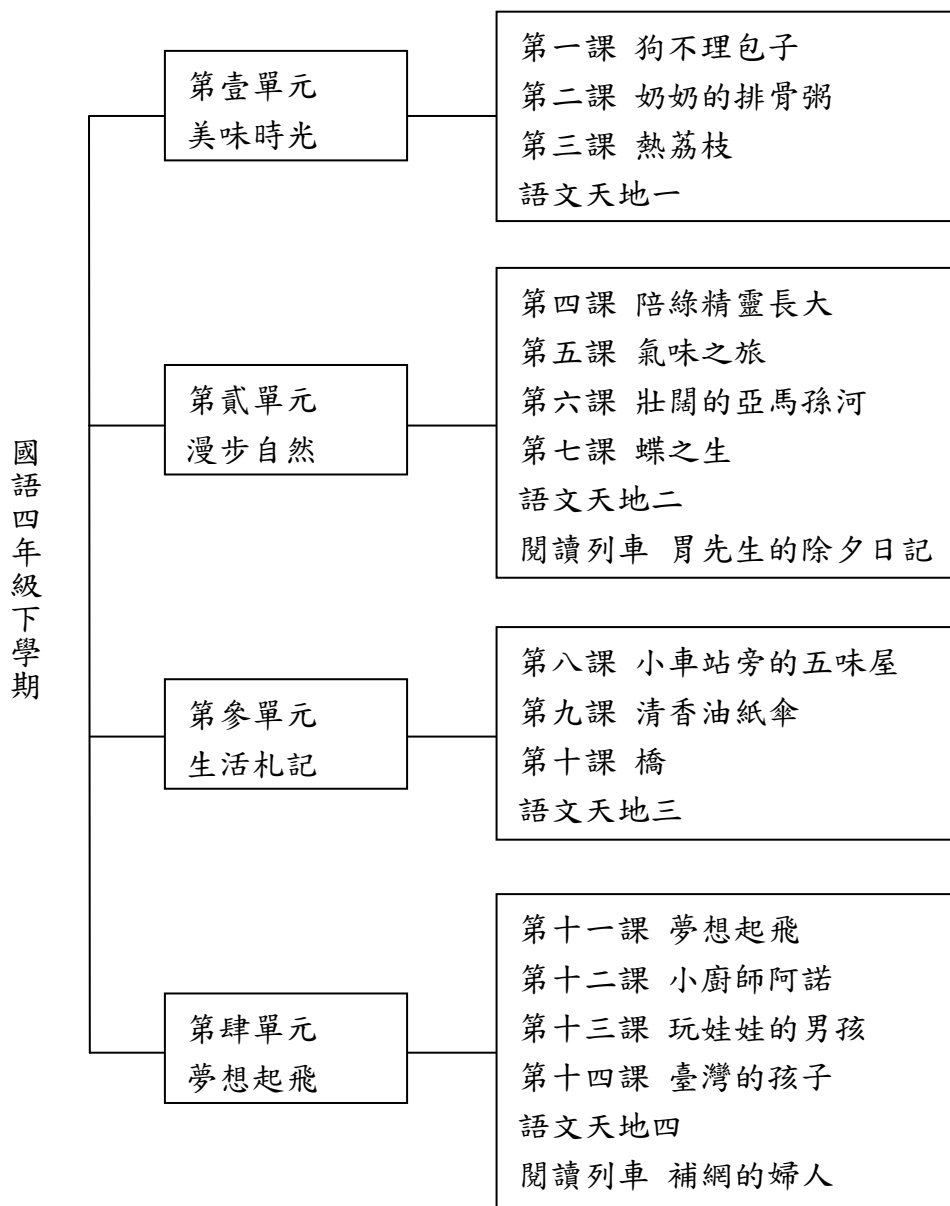 國語四年級下學期
第壹單元
美味時光
第一課 狗不理包子
第二課 奶奶的排骨粥
第三課 熱荔枝
語文天地一
第貳單元
漫步自然
第四課 陪綠精靈長大
第五課 氣味之旅
第六課 壯闊的亞馬孫河
第七課 蝶之生
語文天地二
閱讀列車 胃先生的除夕日記
第參單元
生活札記
第八課 小車站旁的五味屋
第九課 清香油紙傘
第十課 橋
語文天地三
第肆單元
夢想起飛
第十一課 夢想起飛
第十二課 小廚師阿諾
第十三課 玩娃娃的男孩
第十四課 臺灣的孩子
語文天地四
閱讀列車 補網的婦人